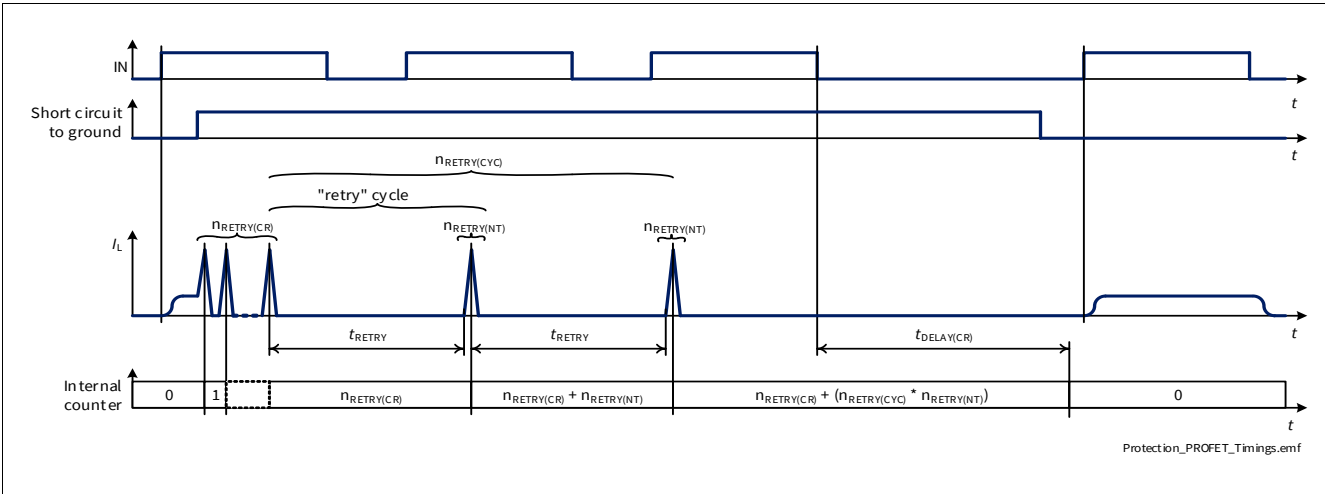 IN
t
Short circuit
to ground
t
nRETRY(CYC)
"retry" cycle
nRETRY(CR)
nRETRY(NT)
nRETRY(NT)
IL
t
tRETRY
tRETRY
tDELAY(CR)
Internal
counter
0
1
nRETRY(CR)
nRETRY(CR) + nRETRY(NT)
nRETRY(CR) + (nRETRY(CYC) * nRETRY(NT))
0
t
Protection_PROFET_Timings.emf